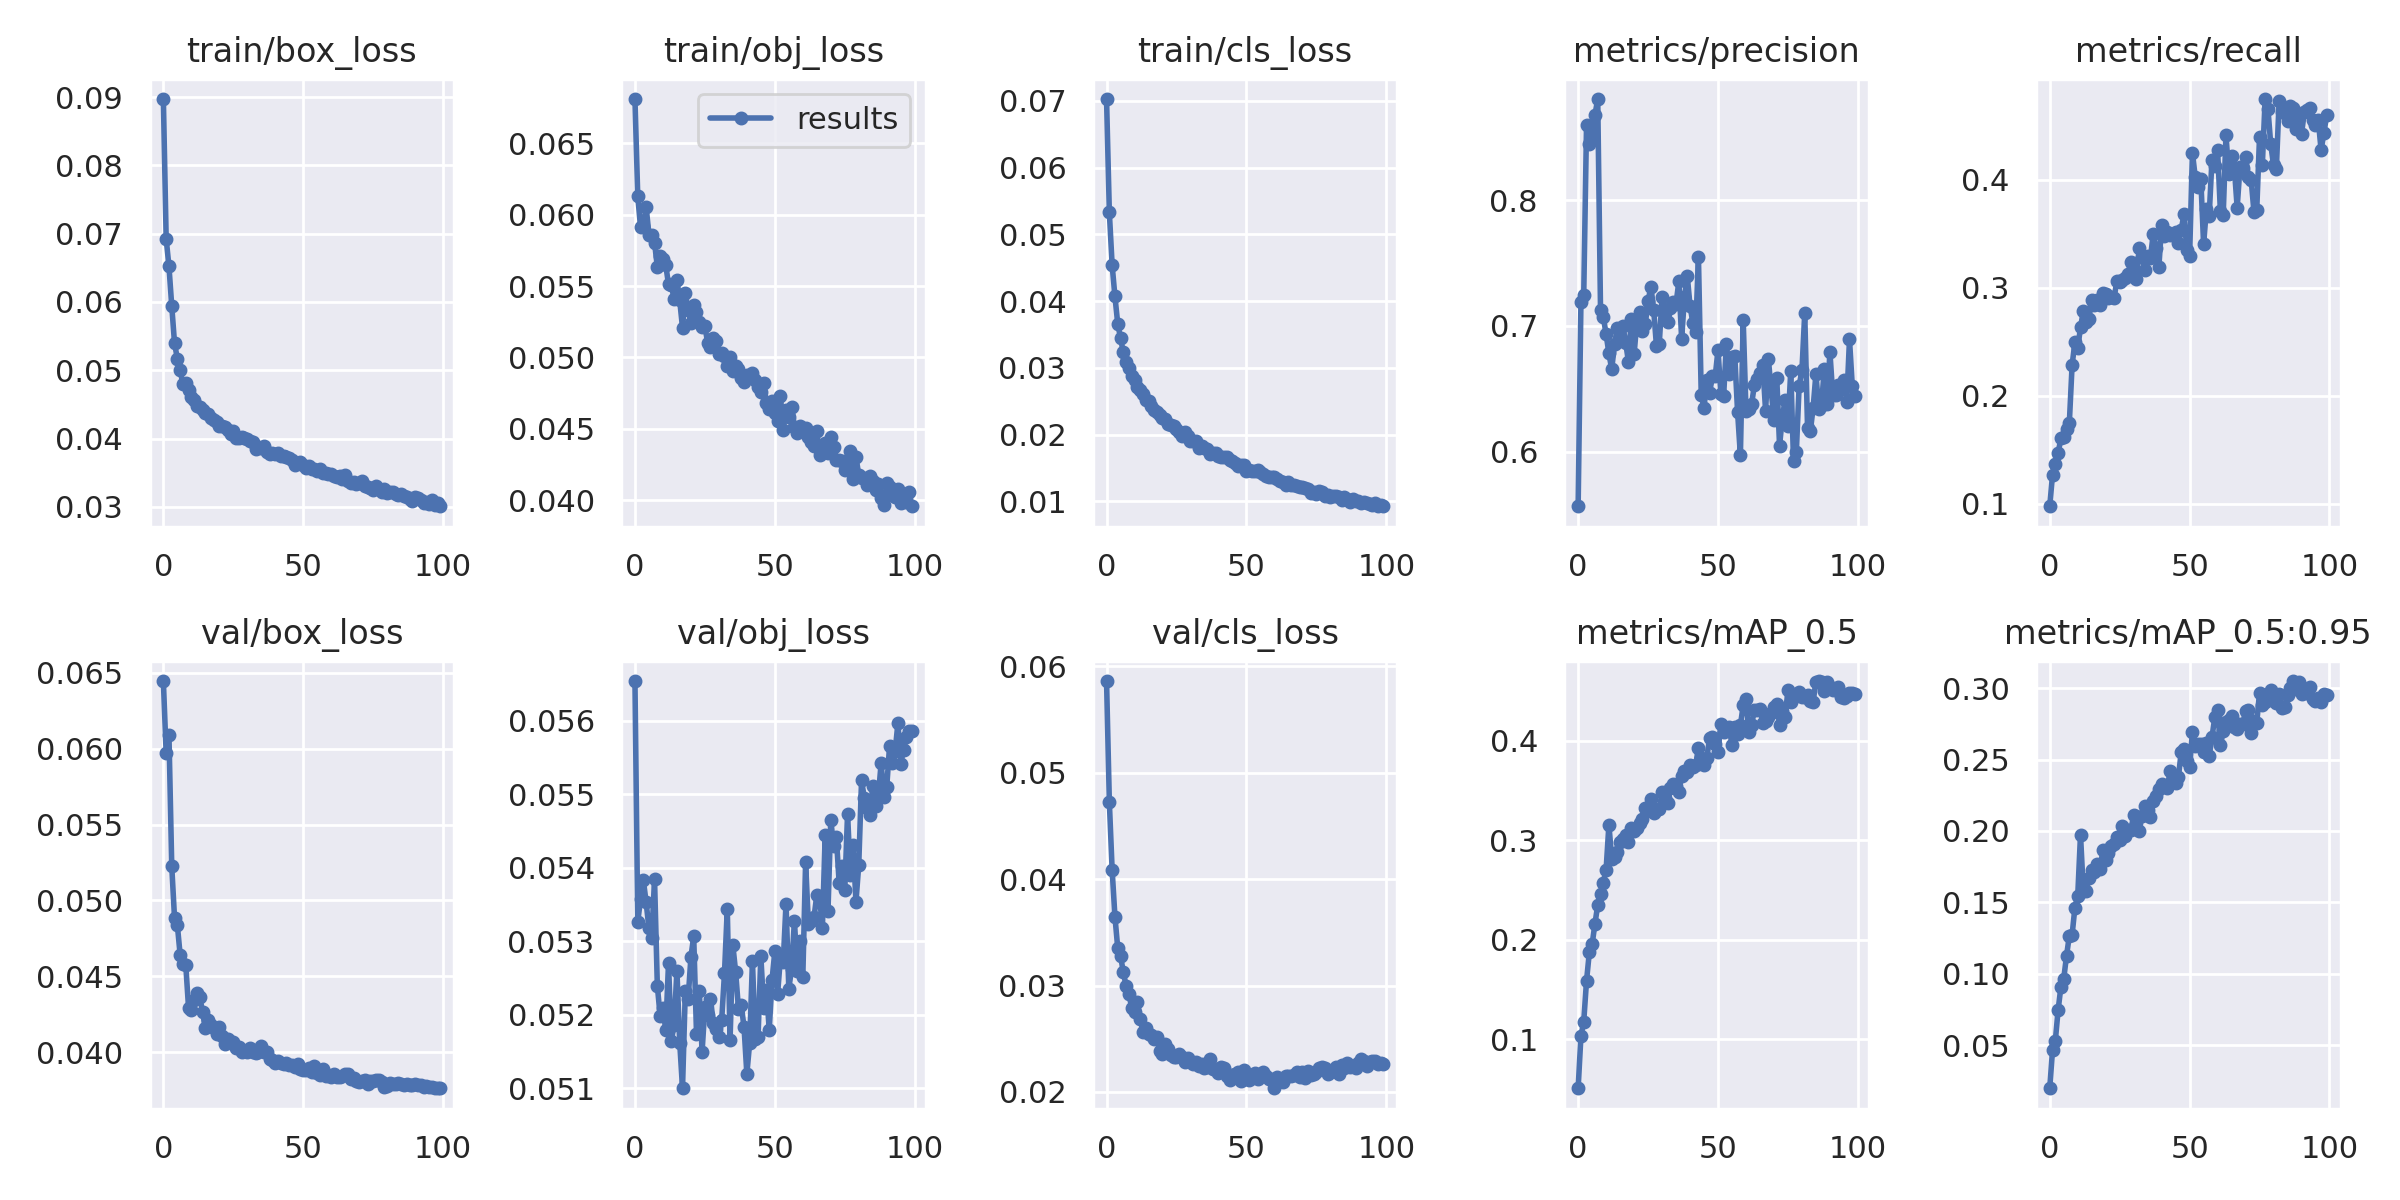 train/box_loss
0.09
0.08
0.07
0.06
0.05
0.04
0.03
0 50 100
train/obj_loss
results
0.065
0.060
0.055
0.050
0.045
0.040
0 50 100
train/cls_loss
0.07
0.06
0.05
0.04
0.03
0.02
0.01
0 50 100
metrics/precision
0.8
0.7
0.6
0 50 100
metrics/recall
0.4
0.3
0.2
0.1
0 50 100
val/box_loss
0.065
0.060
0.055
0.050
0.045
0.040
0 50 100
val/obj_loss
0.056
0.055
0.054
0.053
0.052
0.051
0 50 100
val/cls_loss
0.06
0.05
0.04
0.03
0.02
0 50 100
metrics/mAP_0.5
0.4
0.3
0.2
0.1
0 50 100
metrics/mAP_0.5:0.95
0.30
0.25
0.20
0.15
0.10
0.05
0 50 100